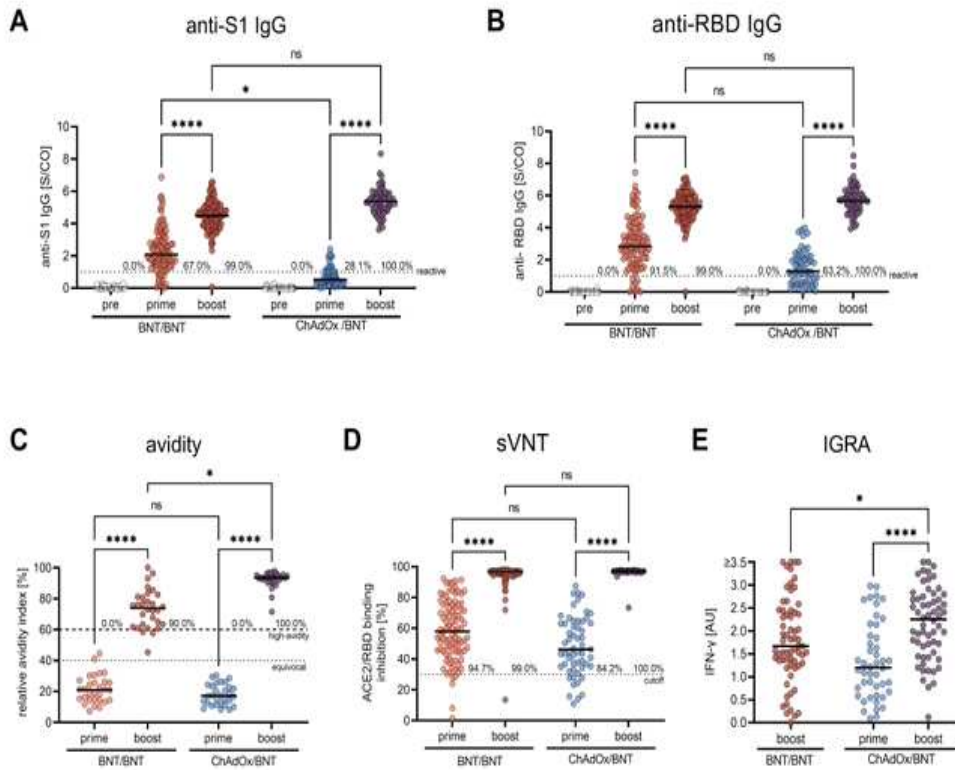 A
anti-S1 IgG
ns
*
**** ****
anti-S1 IgG [S/CO]
10
8
6
4
2
0
0.0% 67.0% 99.0% 0.0% 28.1% 100.0% reactive
pre prime boost pre prime boost
BNT/BNT ChAdOx /BNT
B
anti-RBD IgG
ns
ns
**** ****
anti- RBD IgG [S/CO]
10
8
6
4
2
0
0.0% 91.5% 99.0% 0.0% 63.2% 100.0% reactive
pre prime boost pre prime boost
BNT/BNT ChAdOx /BNT
C
avidity
*
ns
**** ****
relative avidity index [%]
100
80
60
40
20
0
0.0% 90.0% 0.0% 100.0%
high-avidity
equivocal
prime boost prime boost
BNT/BNT ChAdOx/BNT
D
sVNT
ns
ns
**** ****
ACE2/RBD binding
inhibition [%]
100
80
60
40
20
0
94.7% 99.0% 84.2% 100.0%
cutoff
prime boost prime boost
BNT/BNT ChAdOx/BNT
E
IGRA
*
****
IFN-γ [AU]
≥3.5
3.0
2.5
2.0
1.5
1.0
0.5
0.0
boost prime boost
BNT/BNT ChAdOx/BNT